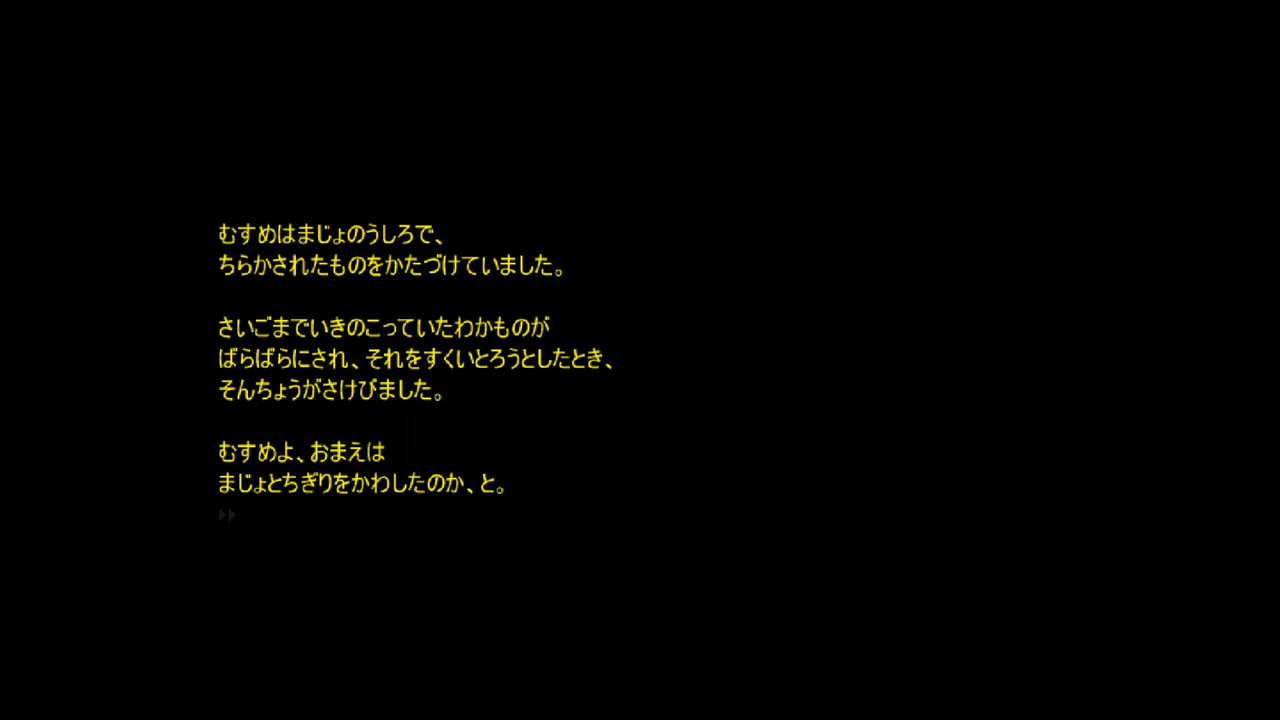 むすめはまじょのうしろで、
ちらかされたものをかたづけていました。
さいごまでいきのこっていたわかものが
ばらばらにされ、それをすくいとろうとしたとき、
そんちょうがさけびました。
むすめよ、おまえは
まじょとちぎりをかわしたのか、と。